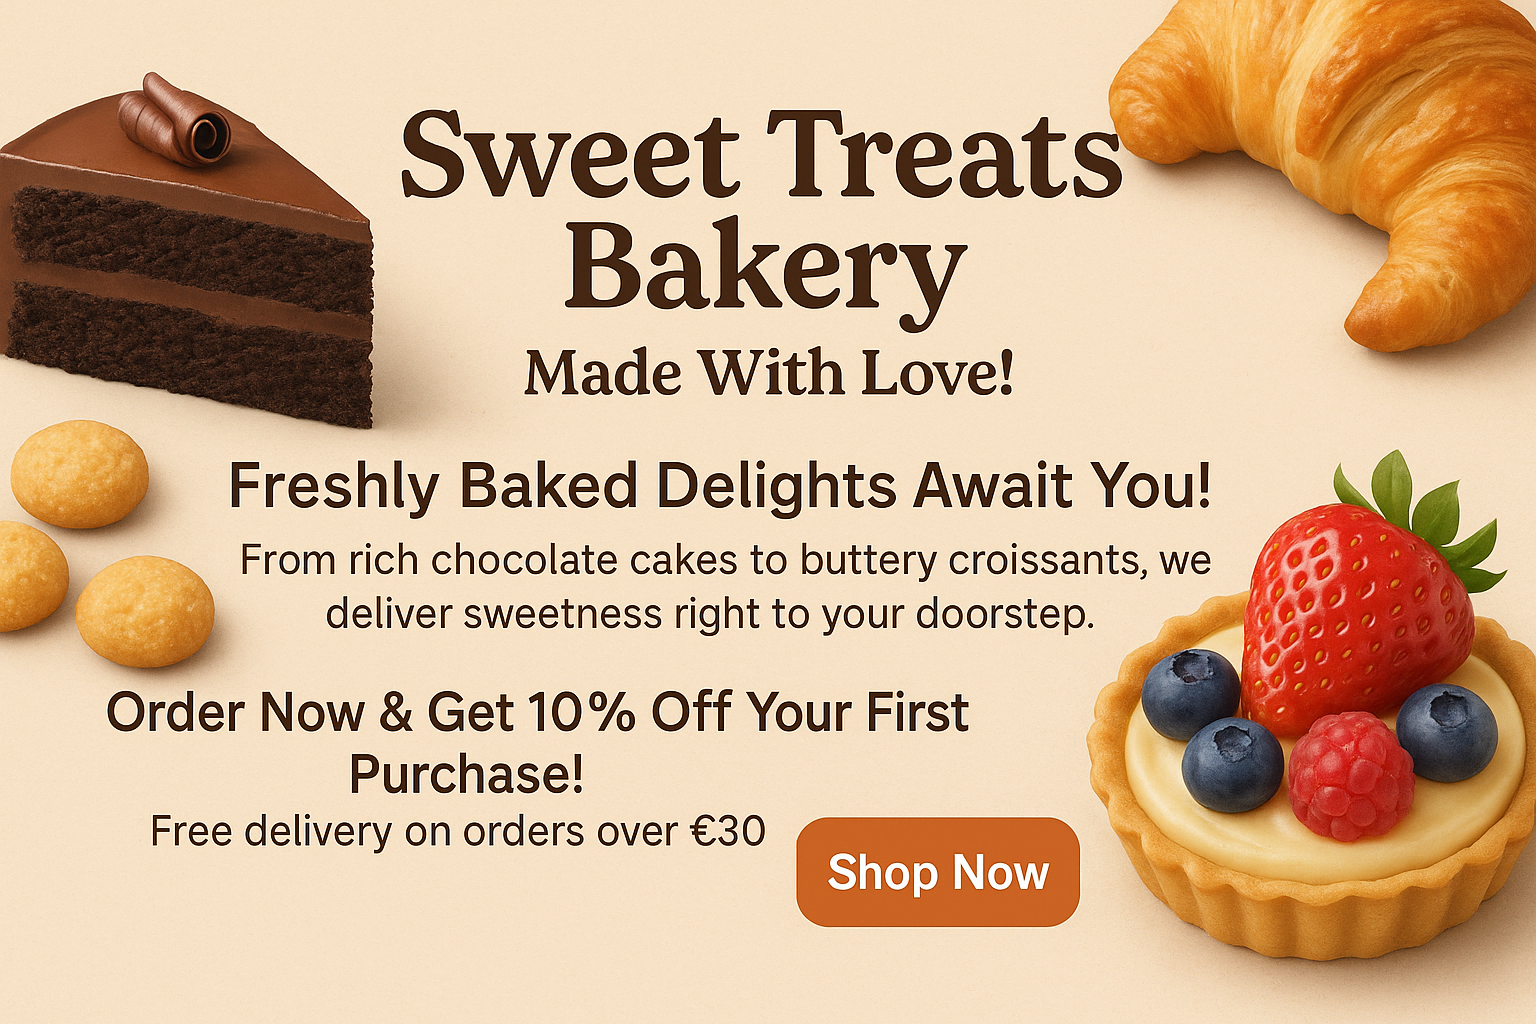 Sweet Treats
Bakery
Made With Love!
Freshly Baked Delights Await You!
From rich chocolate cakes to buttery croissants, we
deliver sweetness right to your doorstep.
Order Now & Get 10% Off Your First
Purchase!
Free delivery on orders over €30
Shop Now